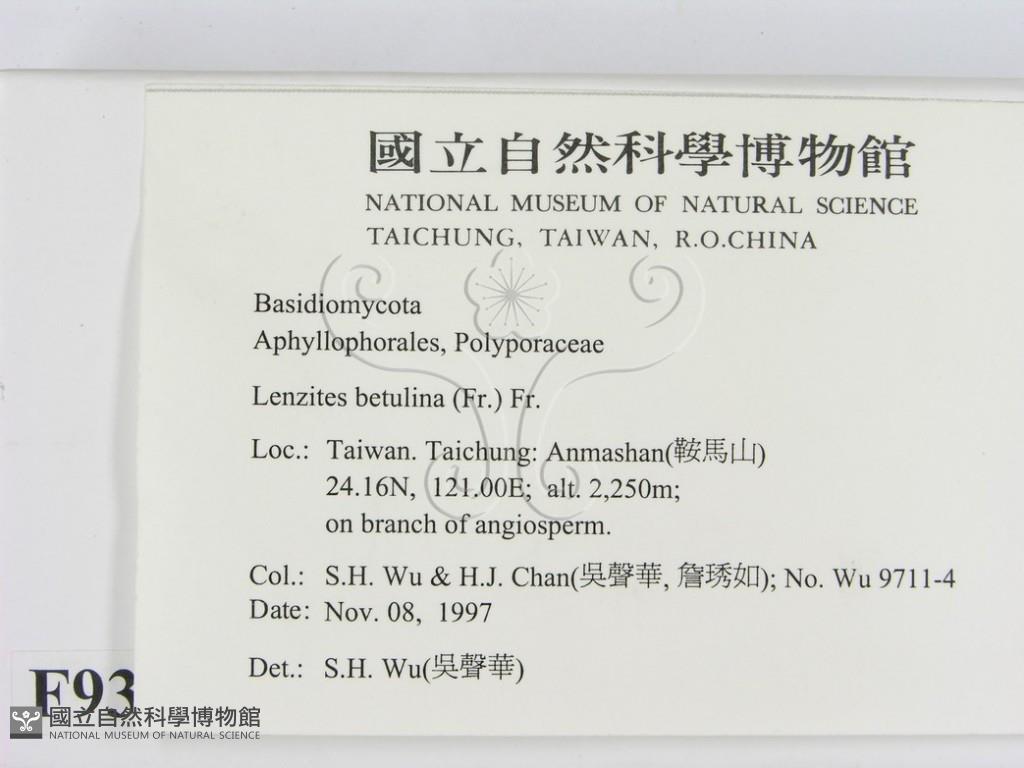 國立自然科學博物館
NATIONAL MUSEUM OF NATURAL SCIENCE
TAICHUNG, TAIWAN, R.O.CHINA
Basidiomycota
Aphyllophorales, Polyporaceae
Lenzites betulina (Fr.) Fr.
Loc.: Taiwan. Taichung: Anmashan(鞍馬山)
24.16N, 121.00E; alt. 2,250m;
on branch of angiosperm.
Col.: S.H. Wu & H.J. Chan(吳聲華, 詹琇如); No. Wu 9711-4
Date: Nov. 08, 1997
Det.: S.H. Wu(吳聲華)
F93
國立自然科學博物館
NATIONAL MUSEUM OF NATURAL SCIENCE